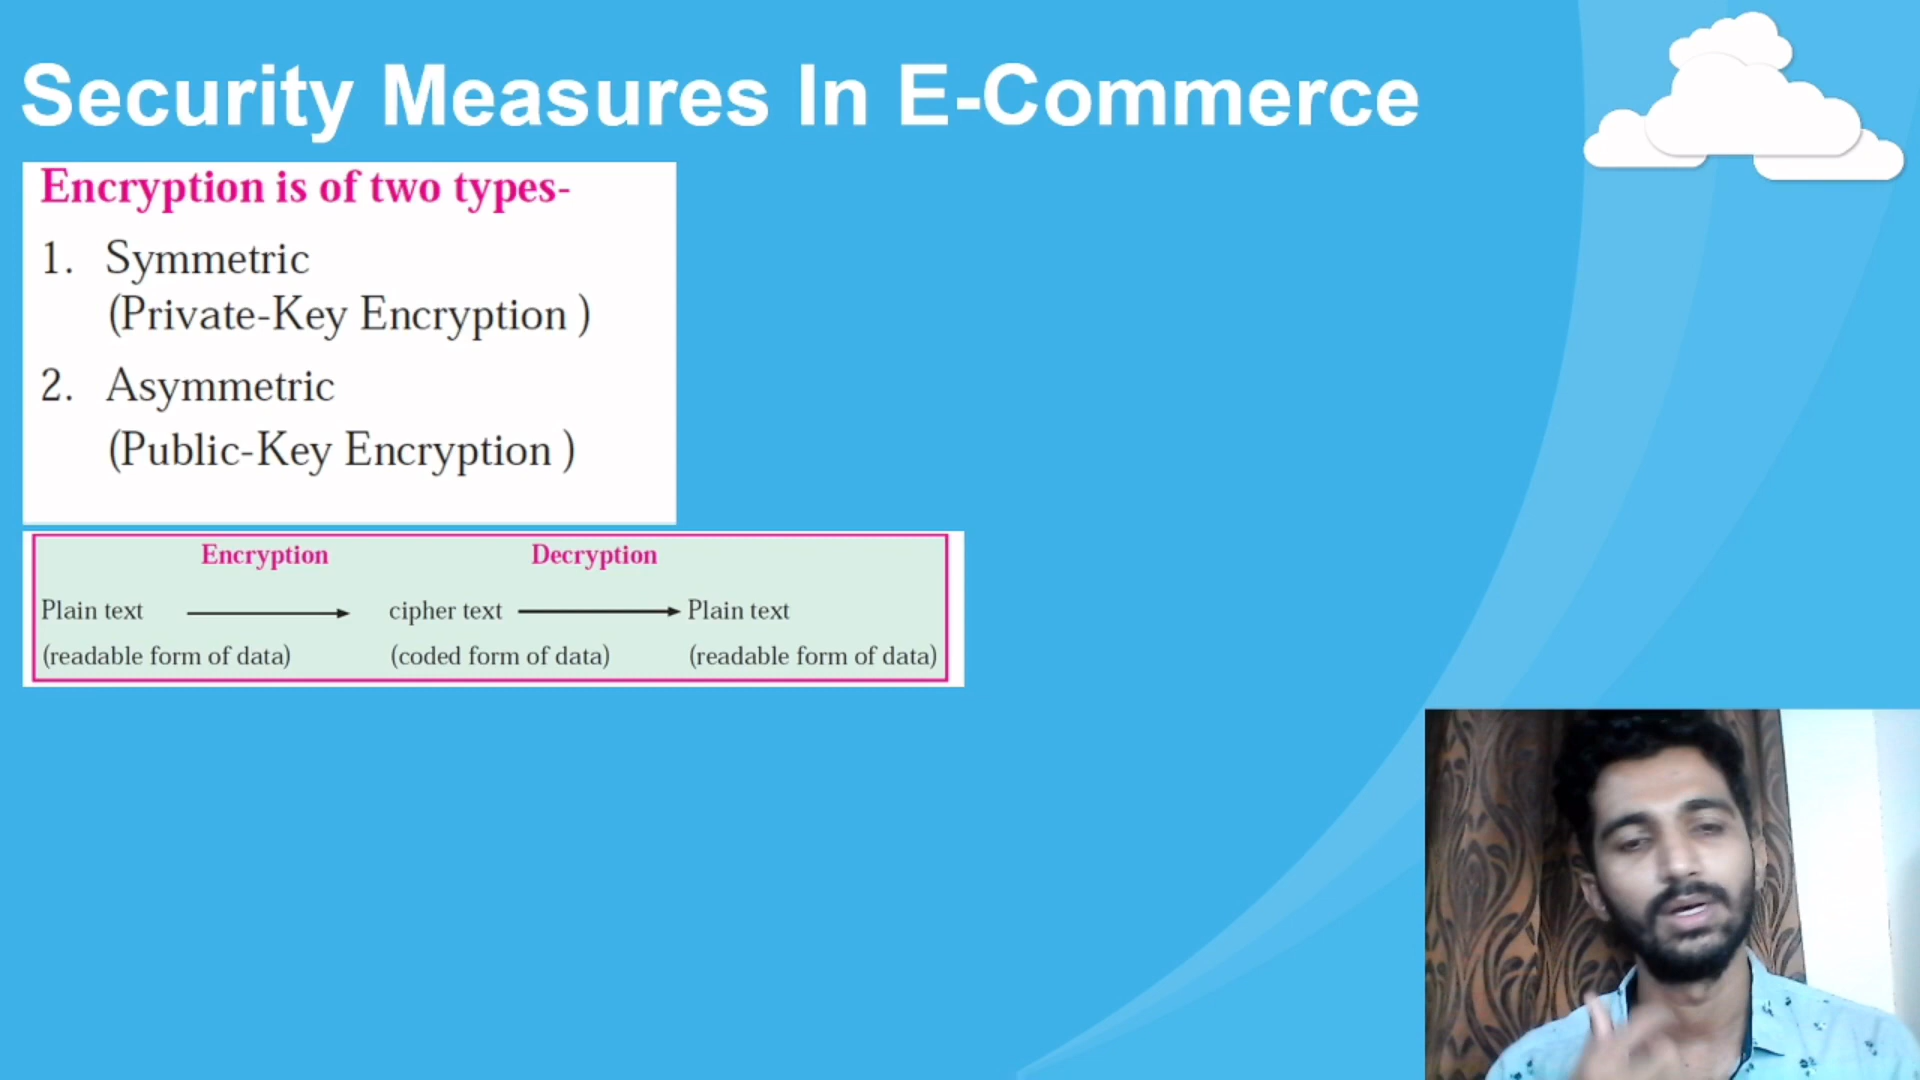 Security Measures In E-Commerce
Encryption is of two types-
1. Symmetric
(Private-Key Encryption )
2. Asymmetric
(Public-Key Encryption )
Encryption Decryption
Plain text cipher text Plain text
(readable form of data) (coded form of data) (readable form of data)